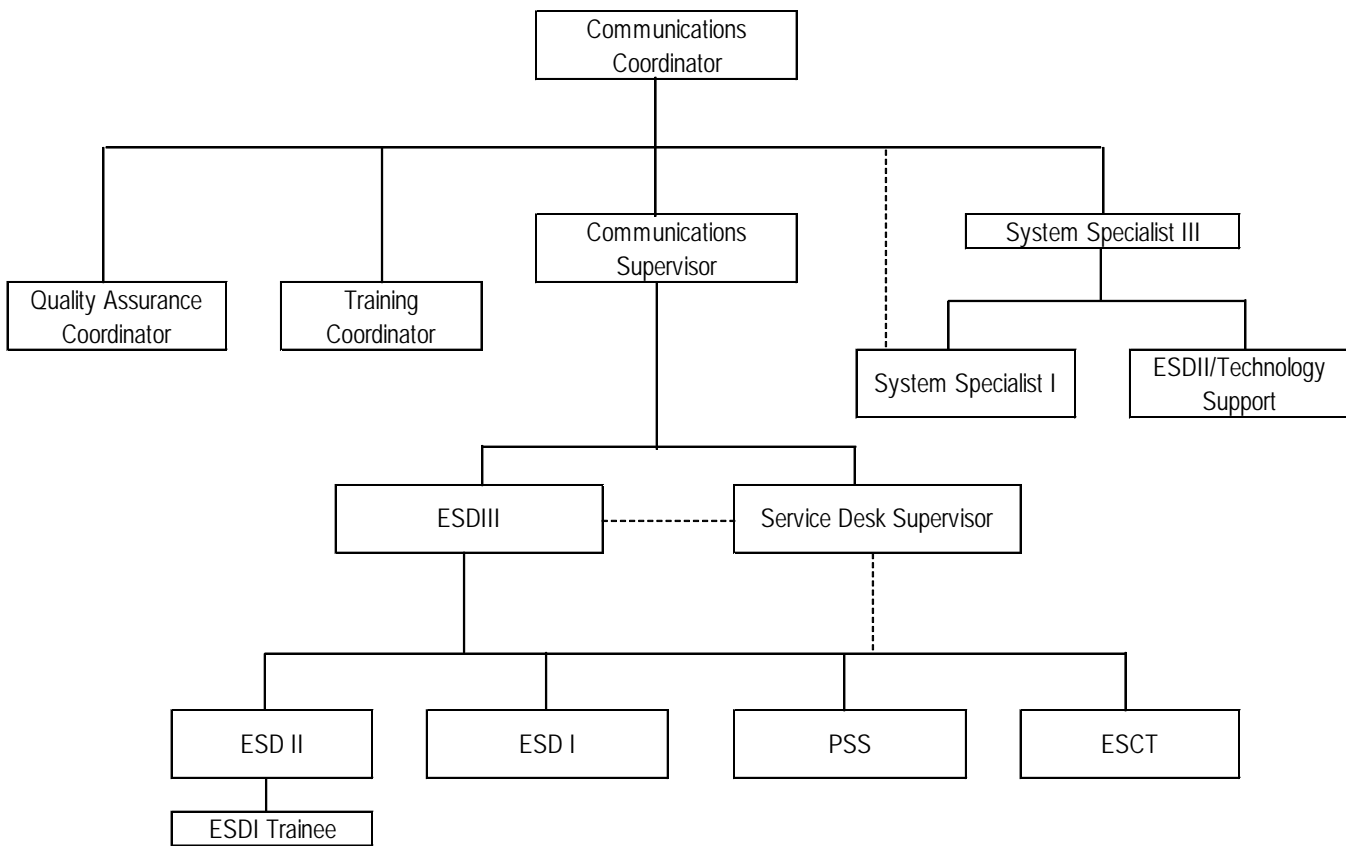 Communications
Coordinator
Communications
Supervisor
System Specialist III
Quality Assurance
Coordinator
Training
Coordinator
System Specialist I
ESDII/Technology
Support
ESDIII
Service Desk Supervisor
ESD II
ESD I
PSS
ESCT
ESDI Trainee